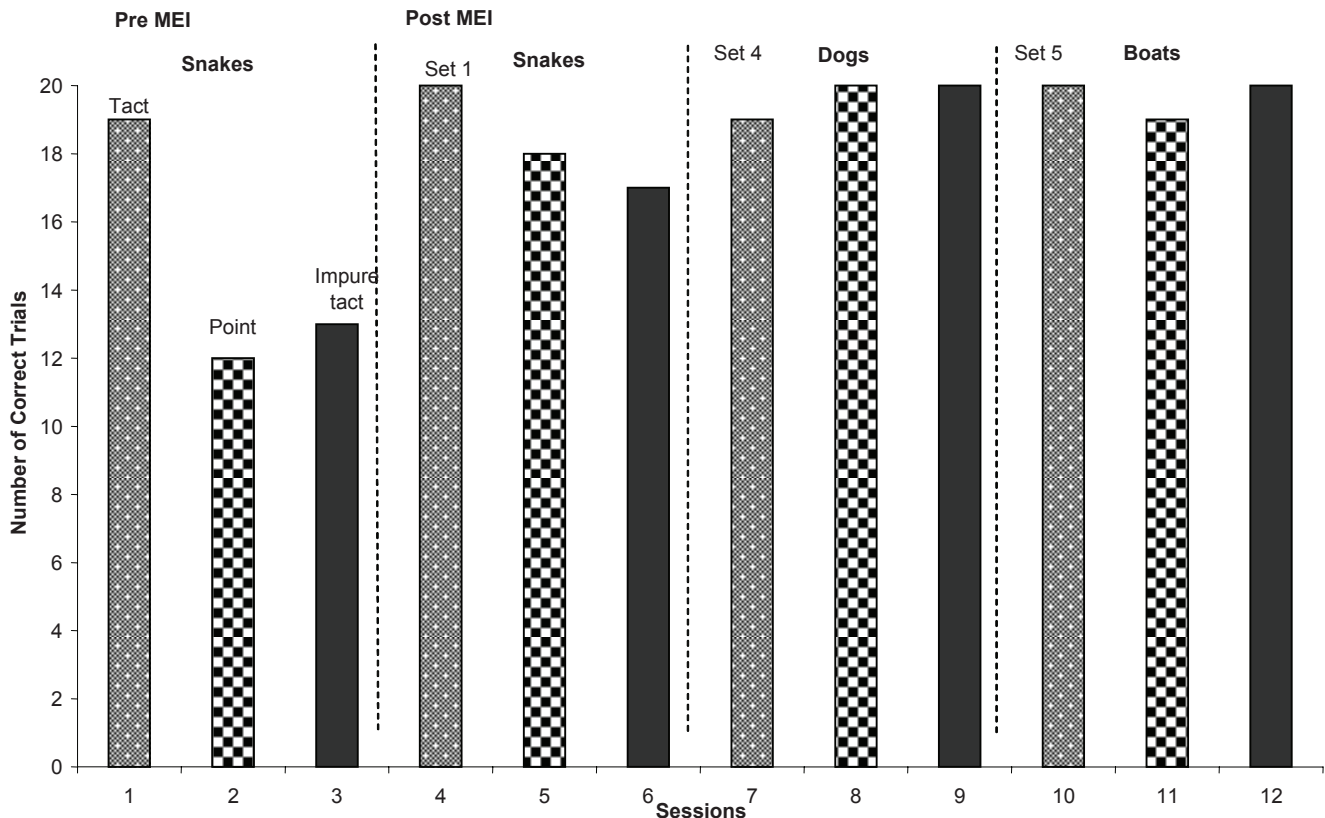 Pre MEI
Post MEI
Snakes
Set 1
Snakes
Set 4
Dogs
Set 5
Boats
Tact
Point
Impure
tact
Number of Correct Trials
20
18
16
14
12
10
8
6
4
2
0
1 2 3 4 5 6 7 8 9 10 11 12
Sessions